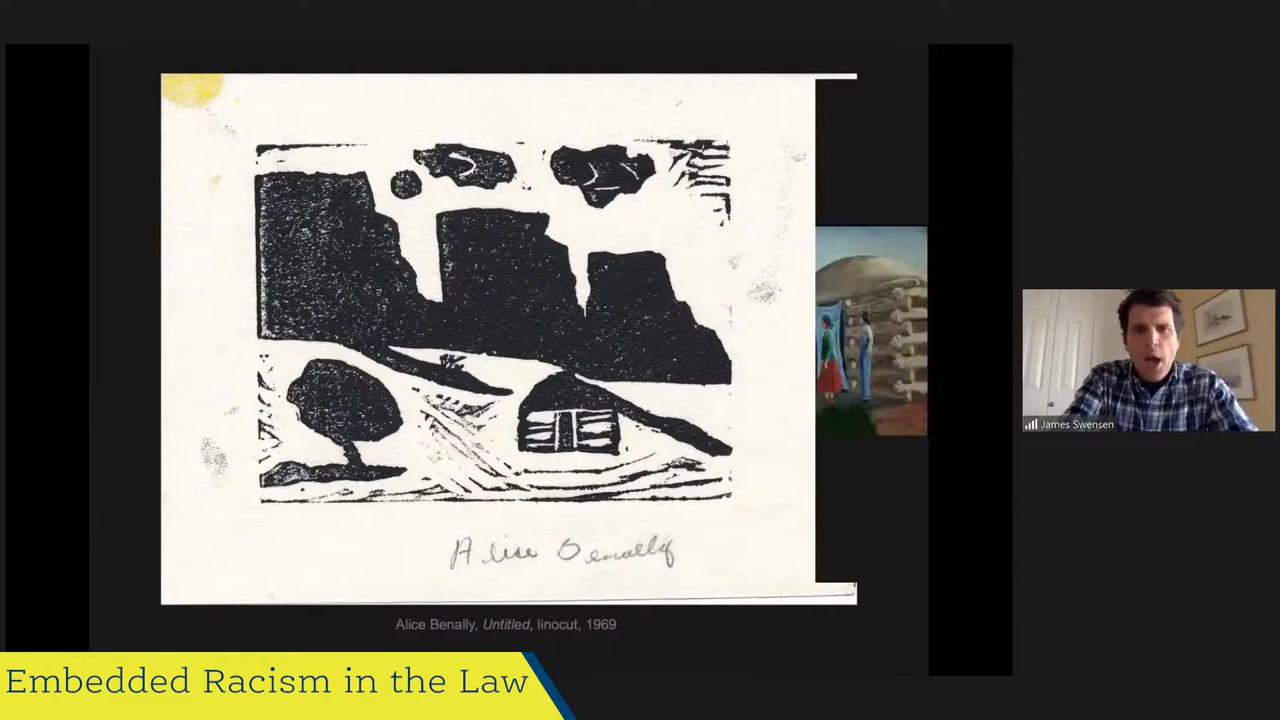 Alice Benally
Alice Benally, Untitled, linocut, 1969
James Swensen
Embedded Racism in the Law